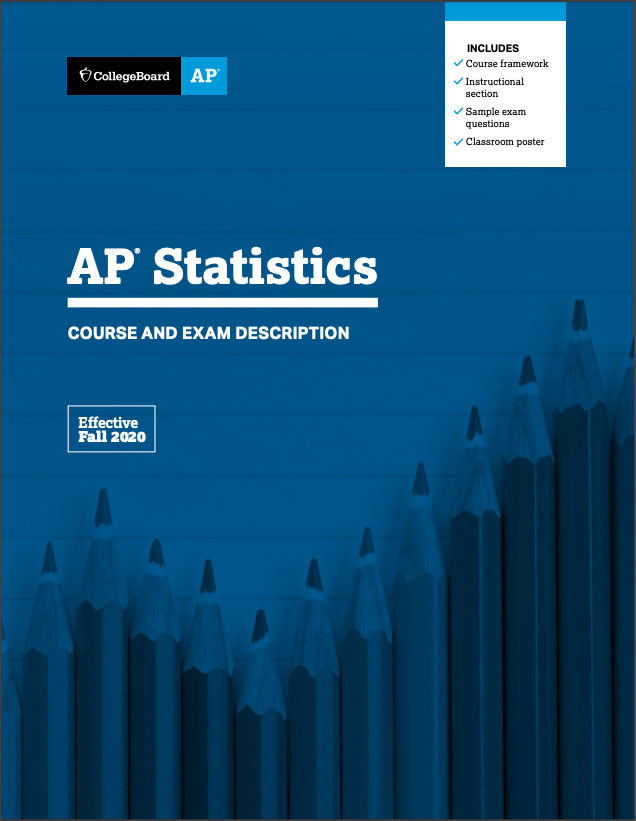 CollegeBoard
AP®
INCLUDES
Course framework
Instructional
section
Sample exam
questions
Classroom poster
AP® Statistics
COURSE AND EXAM DESCRIPTION
Effective
Fall 2020